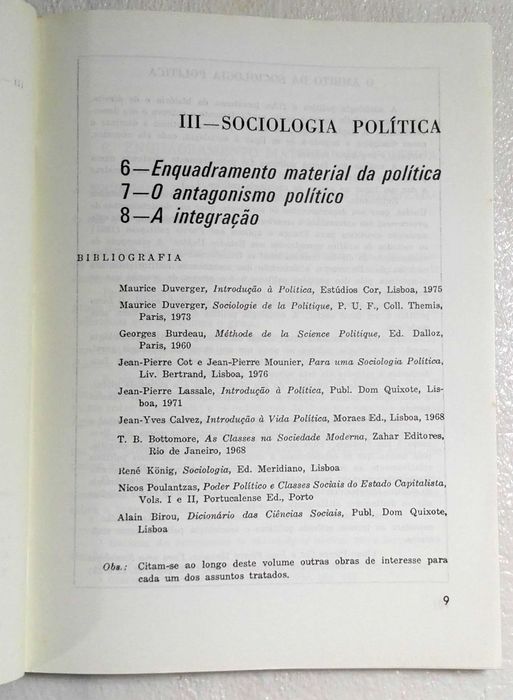 III—SOCIOLOGIA POLÍTICA
6—Enquadramento material da política
7—O antagonismo político
8—A integração
BIBLIOGRAFIA
Maurice Duverger, Introdução à Política, Estúdios Cor, Lisboa, 1975
Maurice Duverger, Sociologie de la Politique, P. U. F., Coll. Themis,
Paris, 1973
Georges Burdeau, Méthode de la Science Politique, Ed. Dalloz,
Paris, 1960
Jean-Pierre Cot e Jean-Pierre Mounier, Para uma Sociologia Política,
Liv. Bertrand, Lisboa, 1976
Jean-Pierre Lassale, Introdução à Política, Publ. Dom Quixote, Lis-
boa, 1971
Jean-Yves Calvez, Introdução à Vida Política, Moraes Ed., Lisboa, 1968
T. B. Bottomore, As Classes na Sociedade Moderna, Zahar Editores,
Rio de Janeiro, 1968
René König, Sociologia, Ed. Meridiano, Lisboa
Nicos Poulantzas, Poder Político e Classes Sociais do Estado Capitalista,
Vols. I e II, Portucalense Ed., Porto
Alain Birou, Dicionário das Ciências Sociais, Publ. Dom Quixote,
Lisboa
Obs.: Citam-se ao longo deste volume outras obras de interesse para
cada um dos assuntos tratados.
9